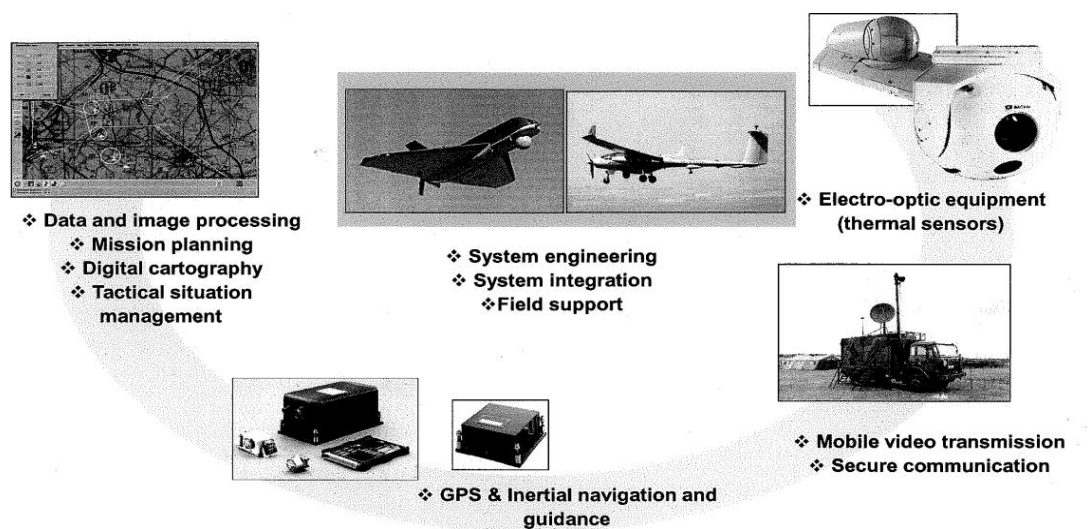 ❖ Data and image processing
❖ Mission planning
❖ Digital cartography
❖ Tactical situation
management
❖ System engineering
❖ System integration
❖Field support
❖ Electro-optic equipment
(thermal sensors)
❖ Mobile video transmission
❖ Secure communication
❖ GPS & Inertial navigation and
guidance